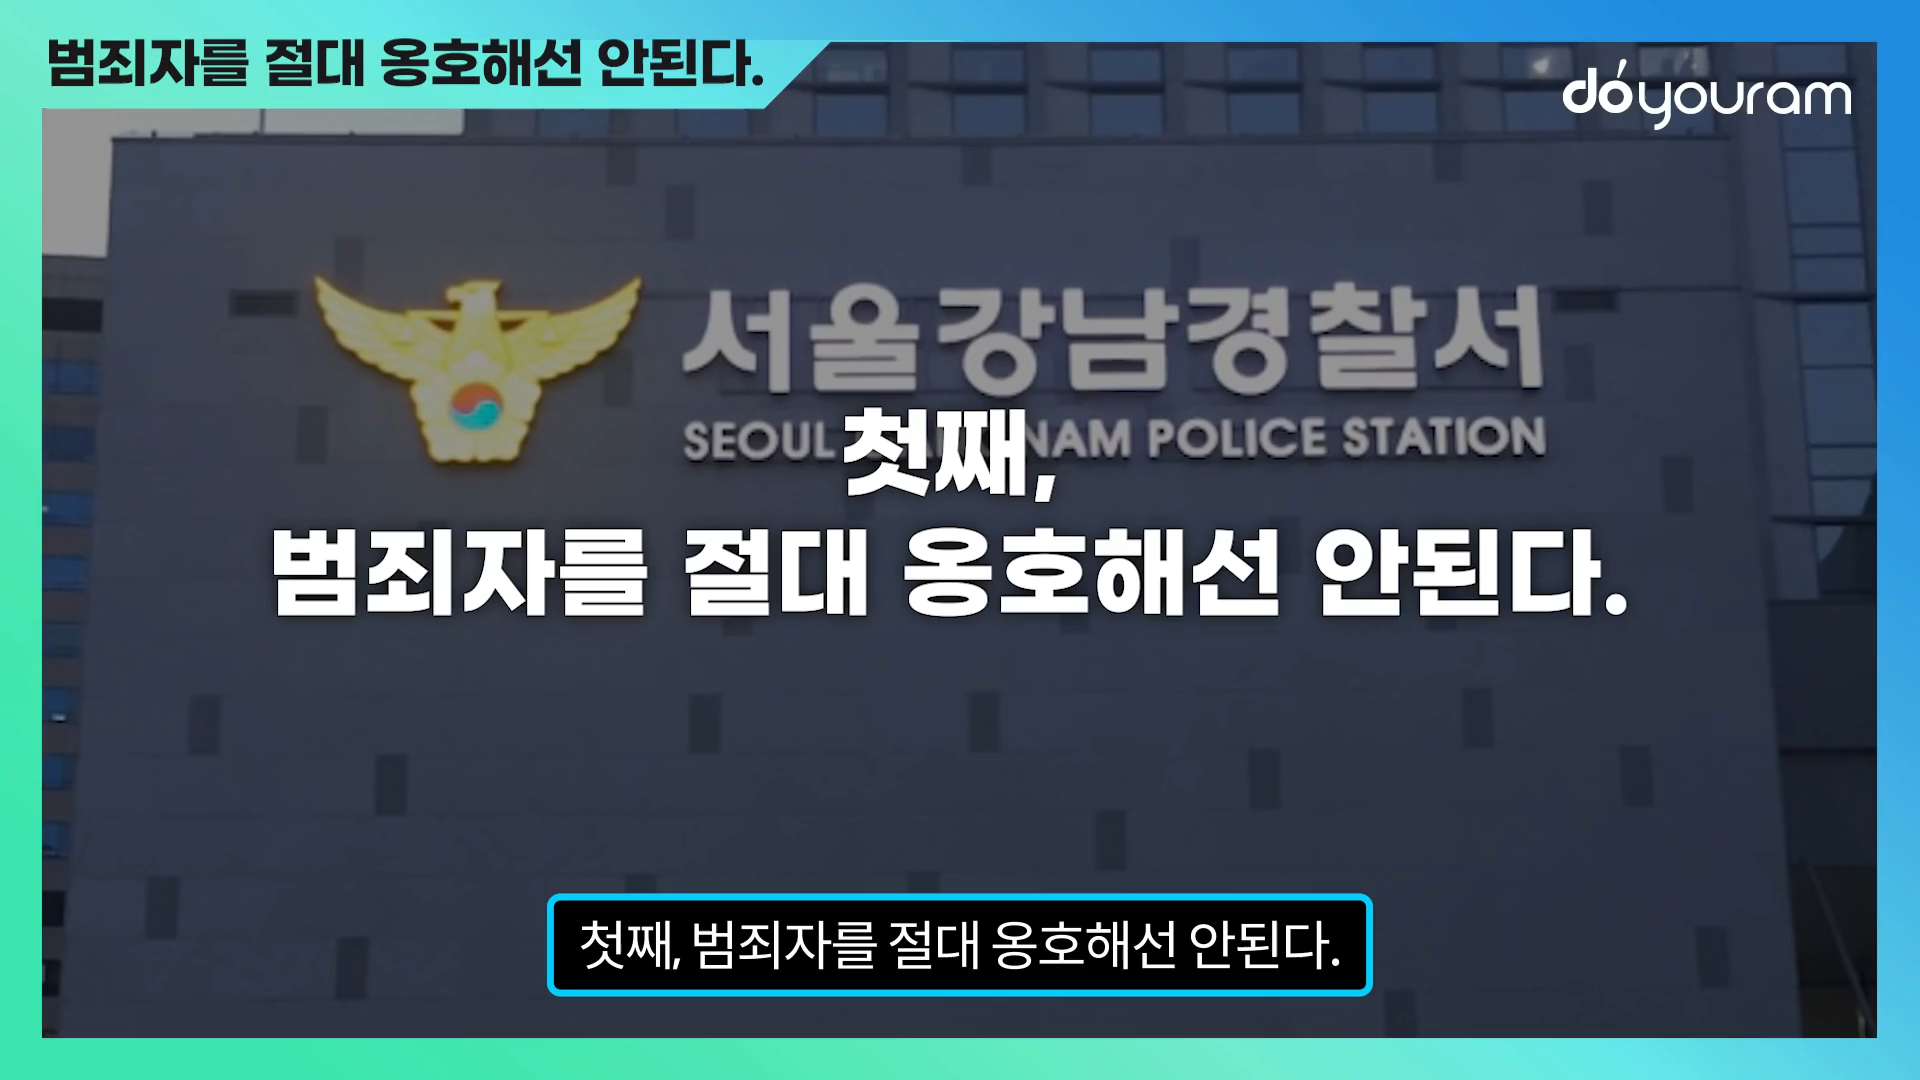 범죄자를 절대 옹호해선 안된다.
doyouram
서울강남경찰서
SEOUL NAM POLICE STATION
첫째,
범죄자를 절대 옹호해선 안된다.
첫째, 범죄자를 절대 옹호해선 안된다.